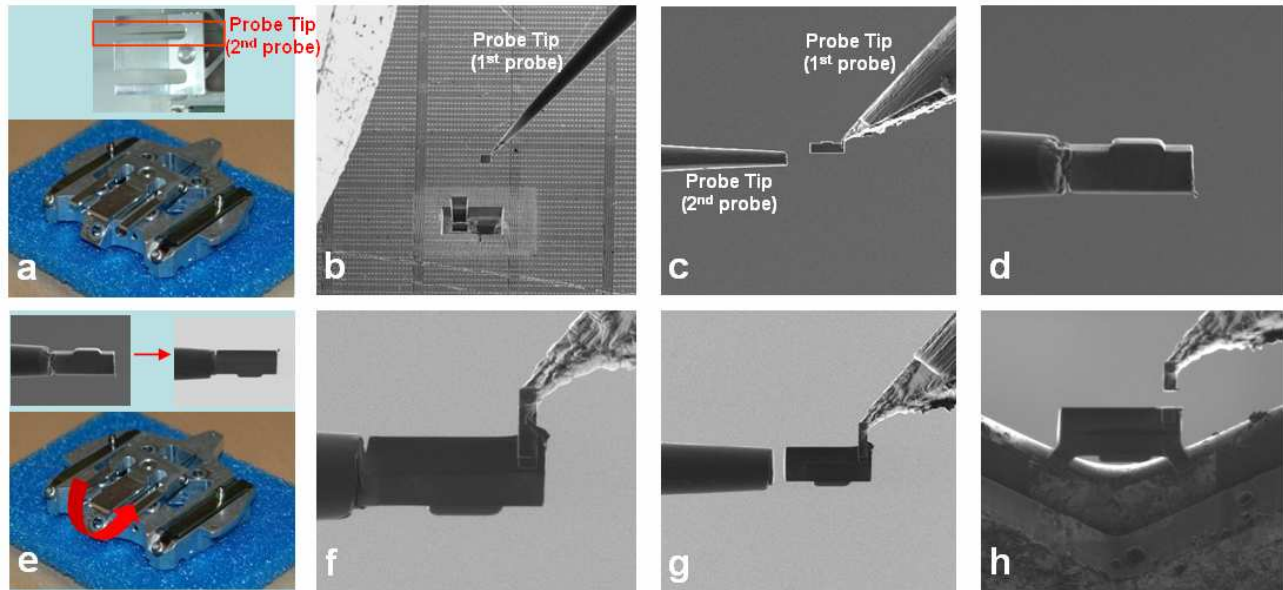 Probe Tip
(2nd probe)
a
Probe Tip
(1st probe)
b
Probe Tip
(1st probe)
Probe Tip
(2nd probe)
c
d
e
f
g
h